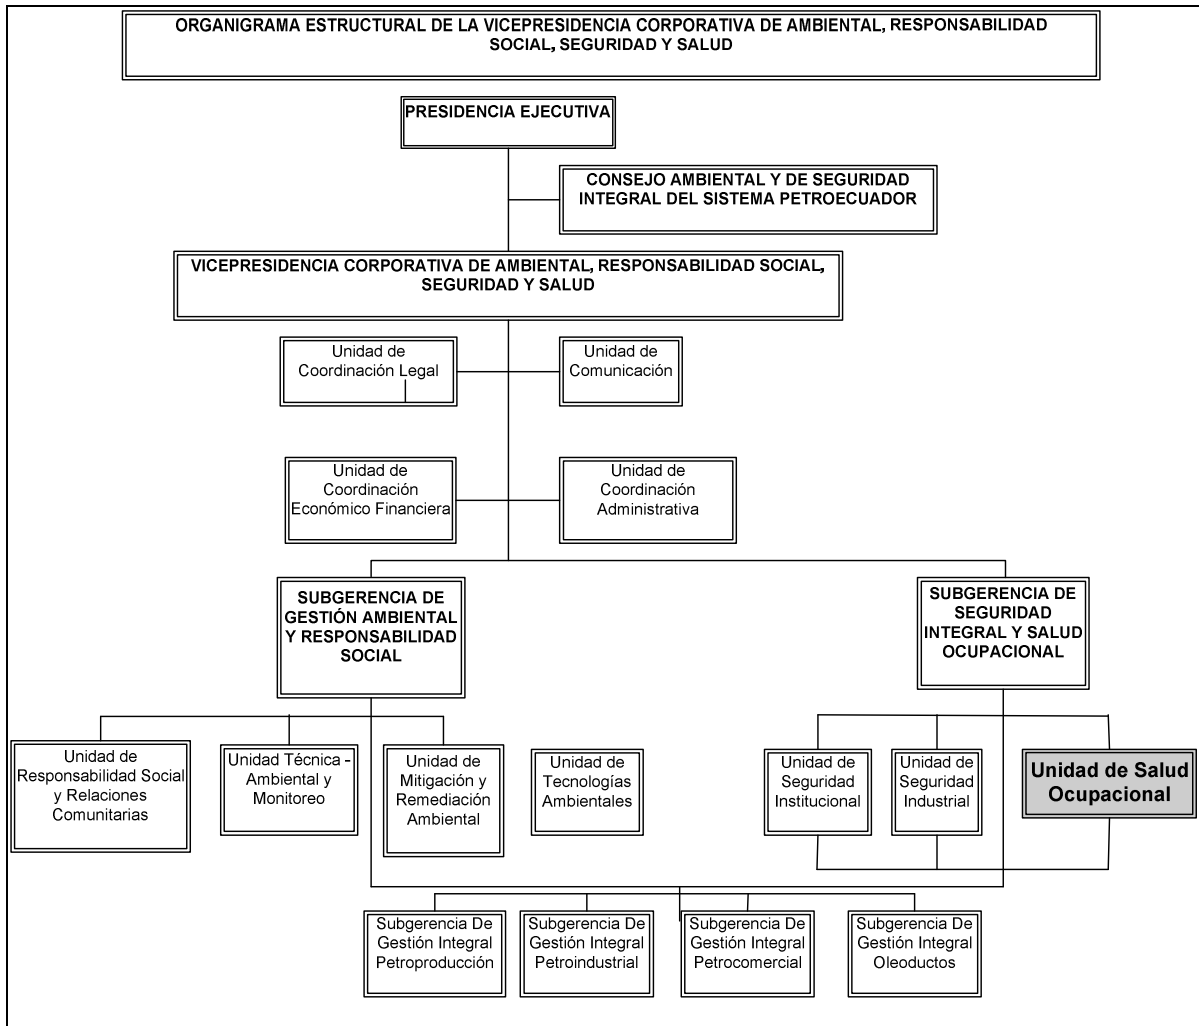 ORGANIGRAMA ESTRUCTURAL DE LA VICEPRESIDENCIA CORPORATIVA DE AMBIENTAL, RESPONSABILIDAD
SOCIAL, SEGURIDAD Y SALUD
PRESIDENCIA EJECUTIVA
CONSEJO AMBIENTAL Y DE SEGURIDAD
INTEGRAL DEL SISTEMA PETROECUADOR
VICEPRESIDENCIA CORPORATIVA DE AMBIENTAL, RESPONSABILIDAD SOCIAL,
SEGURIDAD Y SALUD
Unidad de
Coordinación Legal
Unidad de
Comunicación
Unidad de
Coordinación
Económico Financiera
Unidad de
Coordinación
Administrativa
SUBGERENCIA DE
GESTIÓN AMBIENTAL
Y RESPONSABILIDAD
SOCIAL
SUBGERENCIA DE
SEGURIDAD
INTEGRAL Y SALUD
OCUPACIONAL
Unidad de
Responsabilidad Social
y Relaciones
Comunitarias
Unidad Técnica -
Ambiental y
Monitoreo
Unidad de
Mitigación y
Remediación
Ambiental
Unidad de
Tecnologías
Ambientales
Unidad de
Seguridad
Institucional
Unidad de
Seguridad
Industrial
Unidad de Salud
Ocupacional
Subgerencia De
Gestión Integral
Petroproducción
Subgerencia De
Gestión Integral
Petroindustrial
Subgerencia De
Gestión Integral
Petrocomercial
Subgerencia De
Gestión Integral
Oleoductos